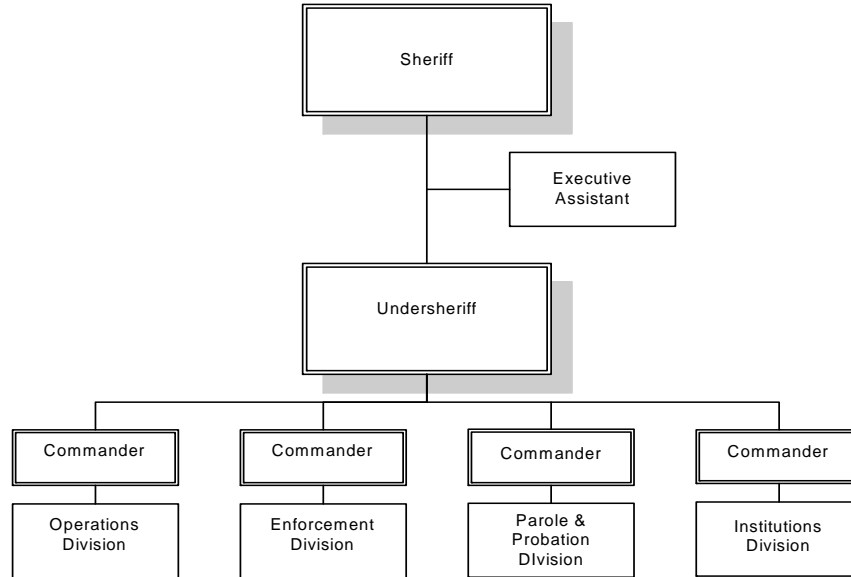 Sheriff
Executive
Assistant
Undersheriff
Commander
Commander
Commander
Commander
Operations
Division
Enforcement
Division
Parole &
Probation
DIvision
Institutions
Division